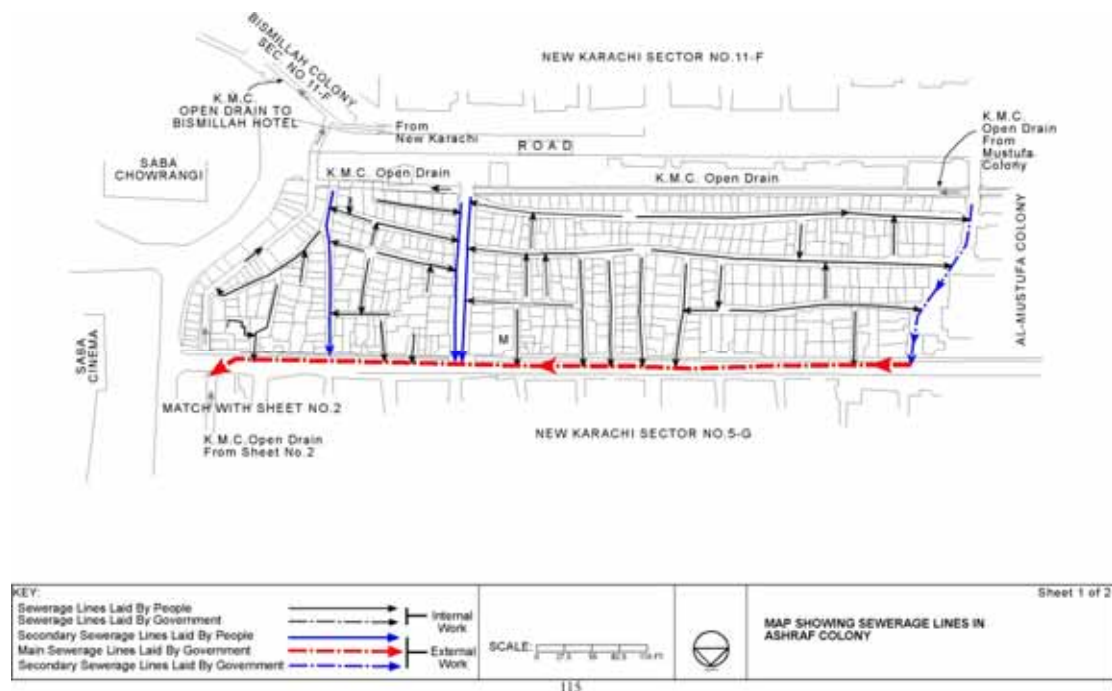 NEW KARACHI SECTOR NO.11-F
BISMILLAH COLONY
SEC. NO. 11-F
K.M.C.
OPEN DRAIN TO
BISMILLAH HOTEL
From
New Karachi
ROAD
K.M.C.
Open Drain
From
Mustufa
Colony
SABA
CHOWRANGI
K.M.C. Open Drain
K.M.C. Open Drain
AL-MUSTUFA COLONY
SABA
CINEMA
M
MATCH WITH SHEET NO.2
K.M.C.Open Drain
From Sheet No.2
NEW KARACHI SECTOR NO.5-G
KEY:
Sewerage Lines Laid By People
Sewerage Lines Laid By Government
Internal
Work
Secondary Sewerage Lines Laid By People
Main Sewerage Lines Laid By Government
Secondary Sewerage Lines Laid By Government
External
Work
SCALE:
0
FT
MAP SHOWING SEWERAGE LINES IN
ASHRAF COLONY
Sheet 1 of 2
115